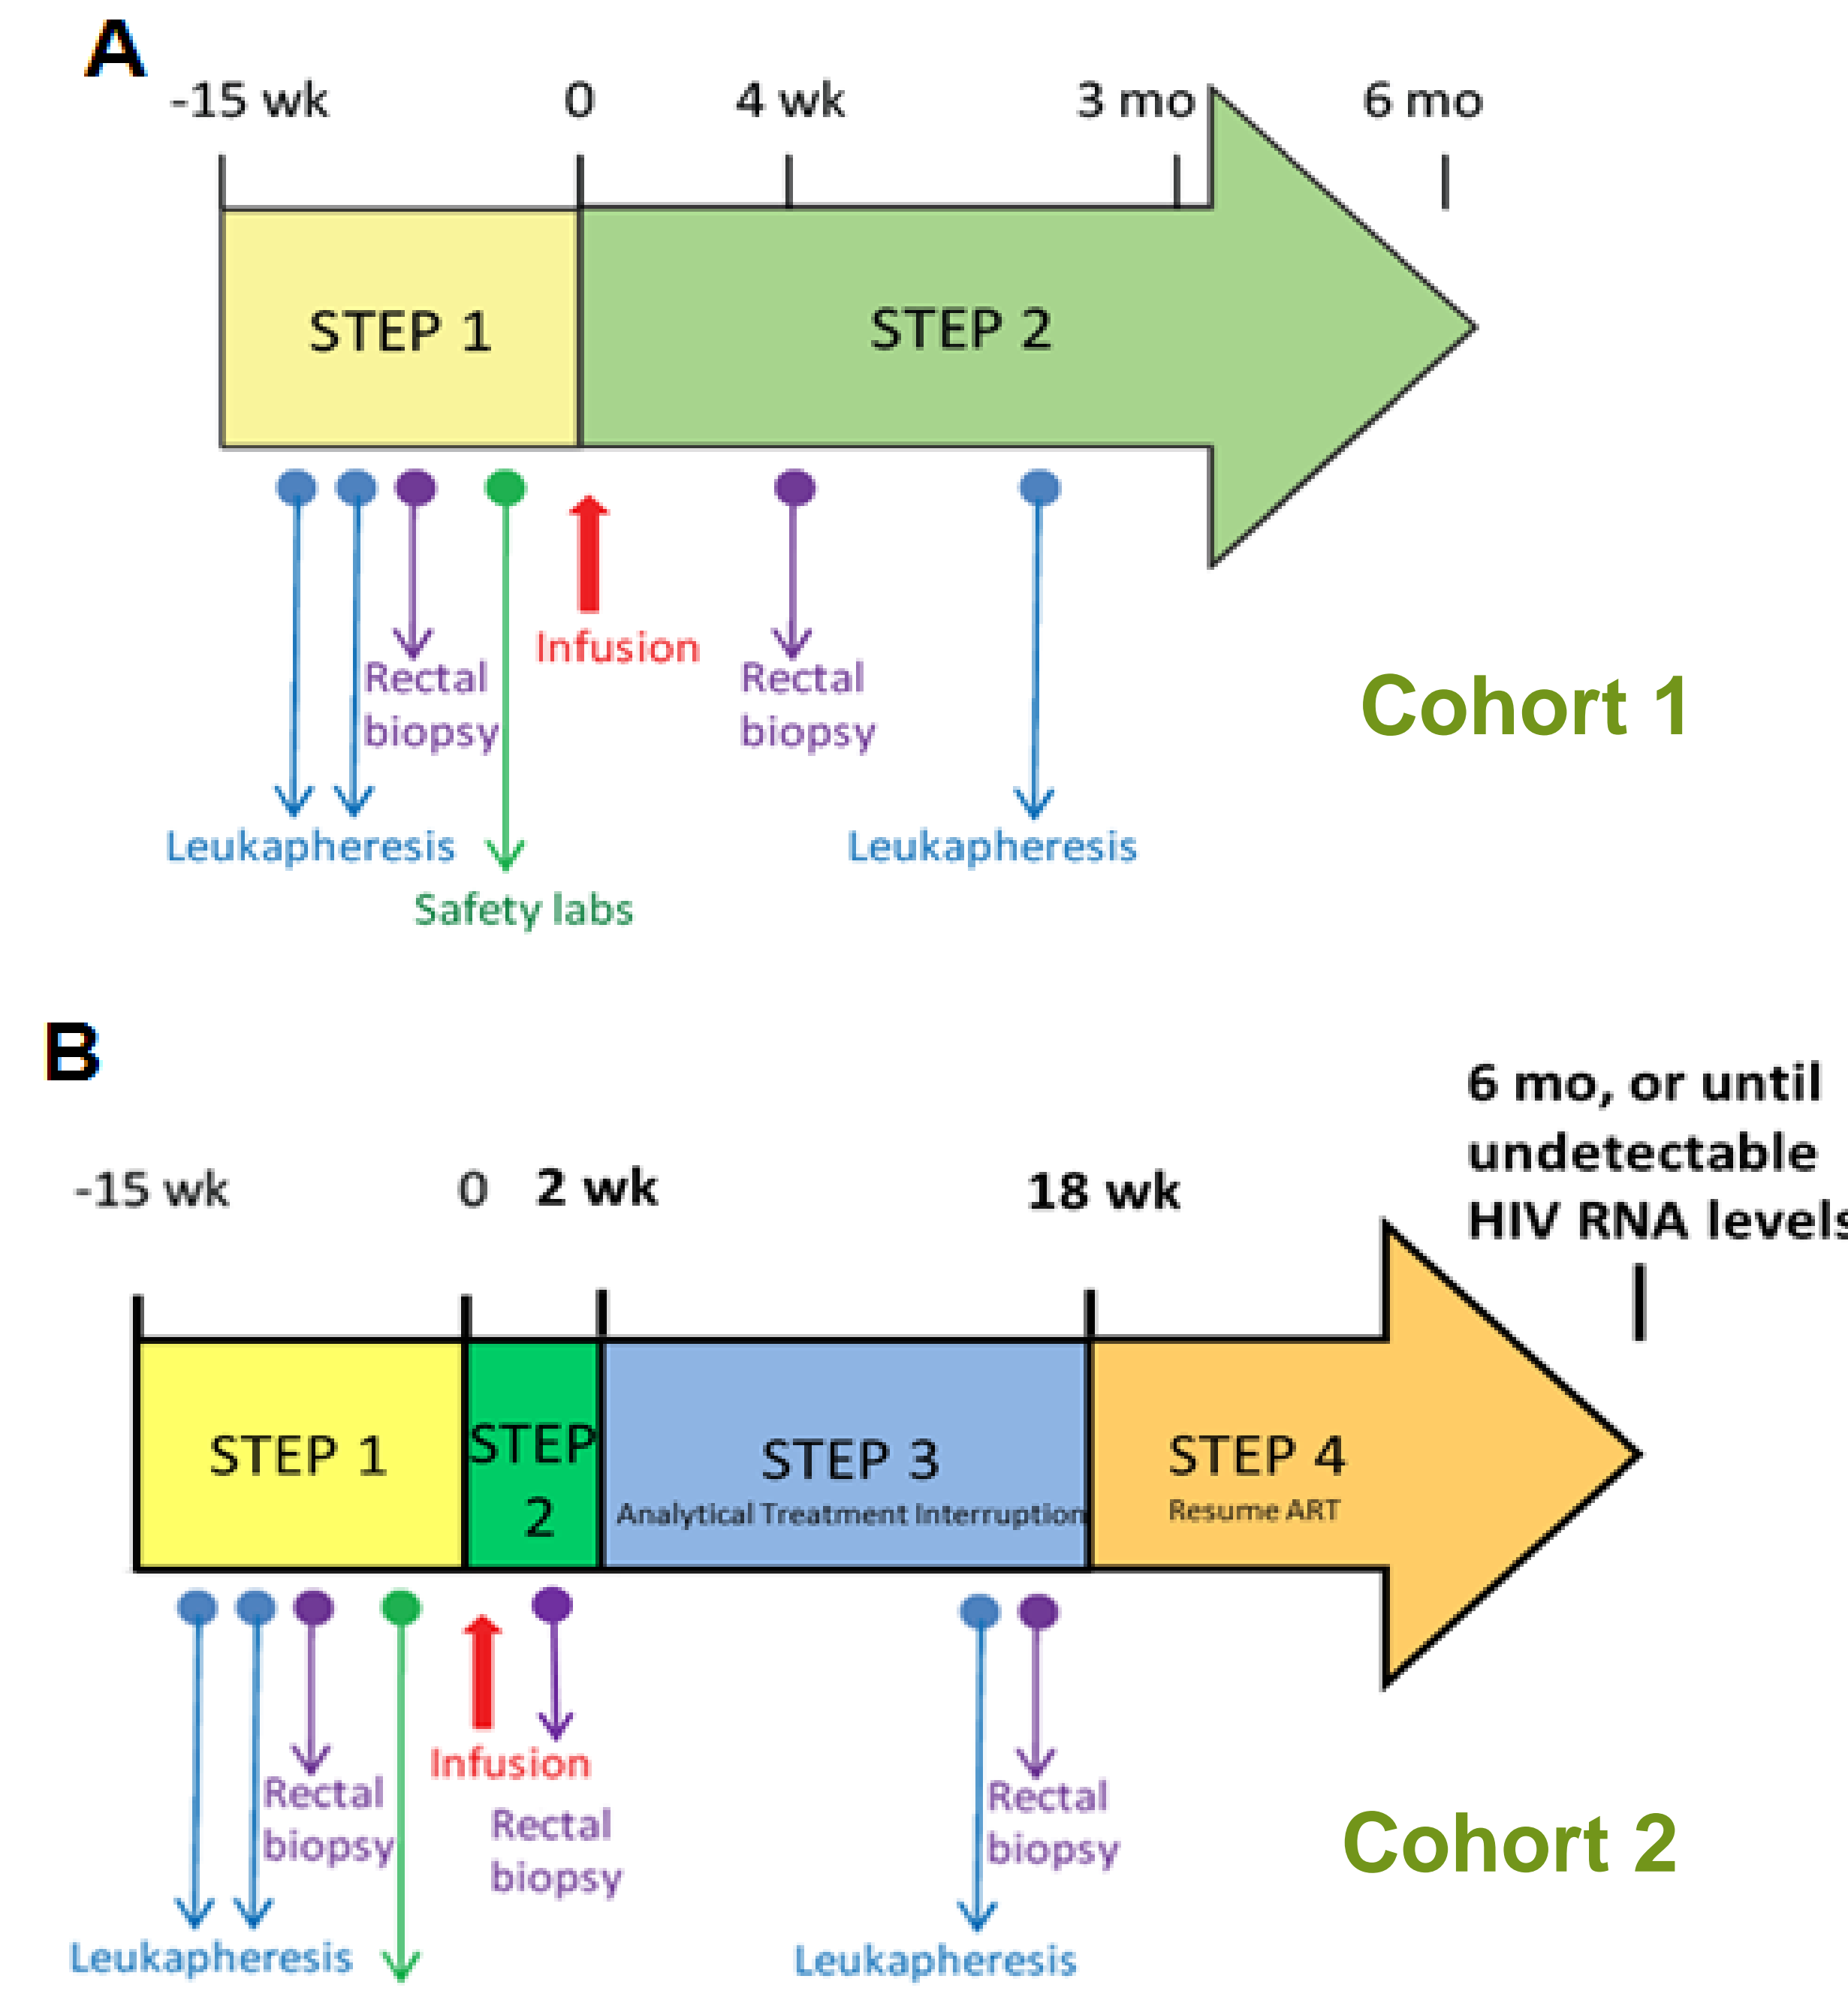 A
-15 wk 0 4 wk 3 mo 6 mo
STEP 1 STEP 2
Infusion
Rectal Rectal
biopsy biopsy
Cohort 1
Leukapheresis Leukapheresis
Safety labs
B
6 mo, or until
undetectable
HIV RNA levels
-15 wk 0 2 wk 18 wk
STEP 1 STEP
2
STEP 3
Analytical Treatment Interruption
STEP 4
Resume ART
Infusion
Rectal
biopsy
Rectal
biopsy
Rectal
biopsy
Cohort 2
Leukapheresis Leukapheresis